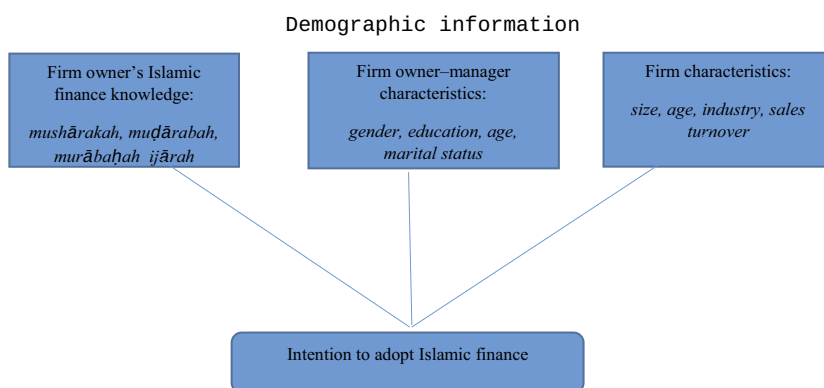 Demographic information
Firm owner’s Islamic
finance knowledge:
mushārakah, muḍārabah,
murābaḥah ijārah
Firm owner–manager
characteristics:
gender, education, age,
marital status
Firm characteristics:
size, age, industry, sales
turnover
Intention to adopt Islamic finance